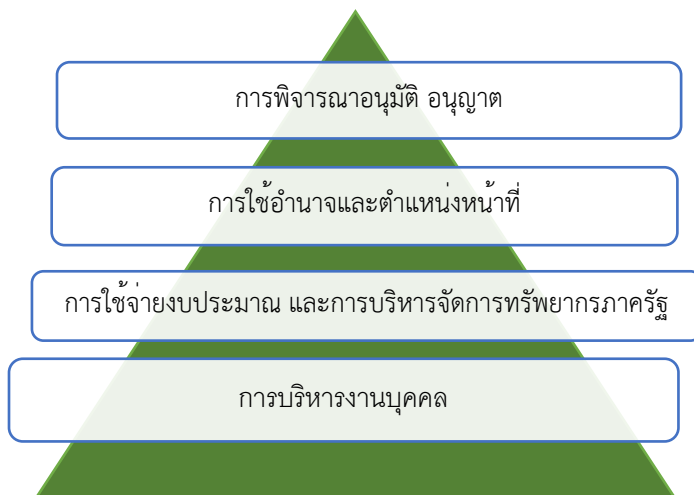 การพิจารณาอนุมัติ อนุญาต
การใช้อำนาจและตำแหน่งหน้าที่
การใช้จ่ายงบประมาณ และการบริหารจัดการทรัพยากรภาครัฐ
การบริหารงานบุคคล